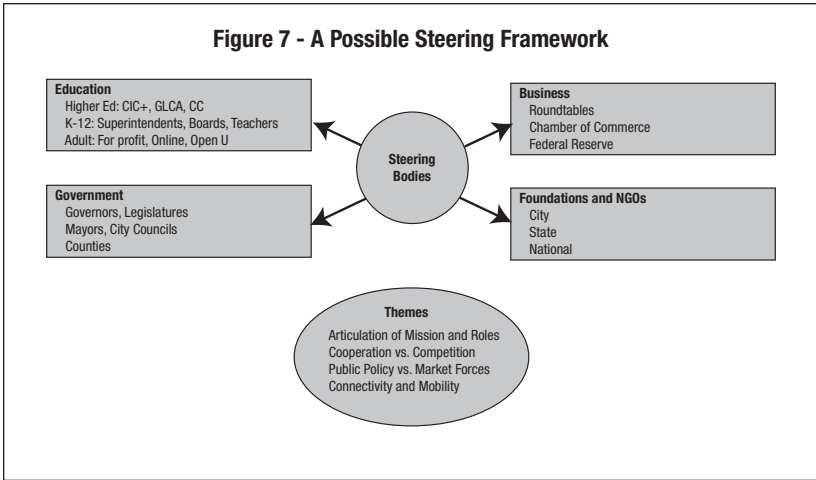 Figure 7 - A Possible Steering Framework
Education
Higher Ed: CIC+, GLCA, CC
K-12: Superintendents, Boards, Teachers
Adult: For profit, Online, Open U
Business
Roundtables
Chamber of Commerce
Federal Reserve
Steering
Bodies
Government
Governors, Legislatures
Mayors, City Councils
Counties
Foundations and NGOs
City
State
National
Themes
Articulation of Mission and Roles
Cooperation vs. Competition
Public Policy vs. Market Forces
Connectivity and Mobility